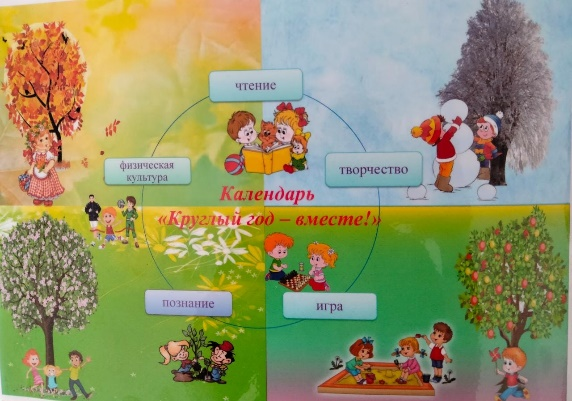 чтение
физическая
культура
творчество
Календарь
«Круглый год – вместе!»
познание
игра